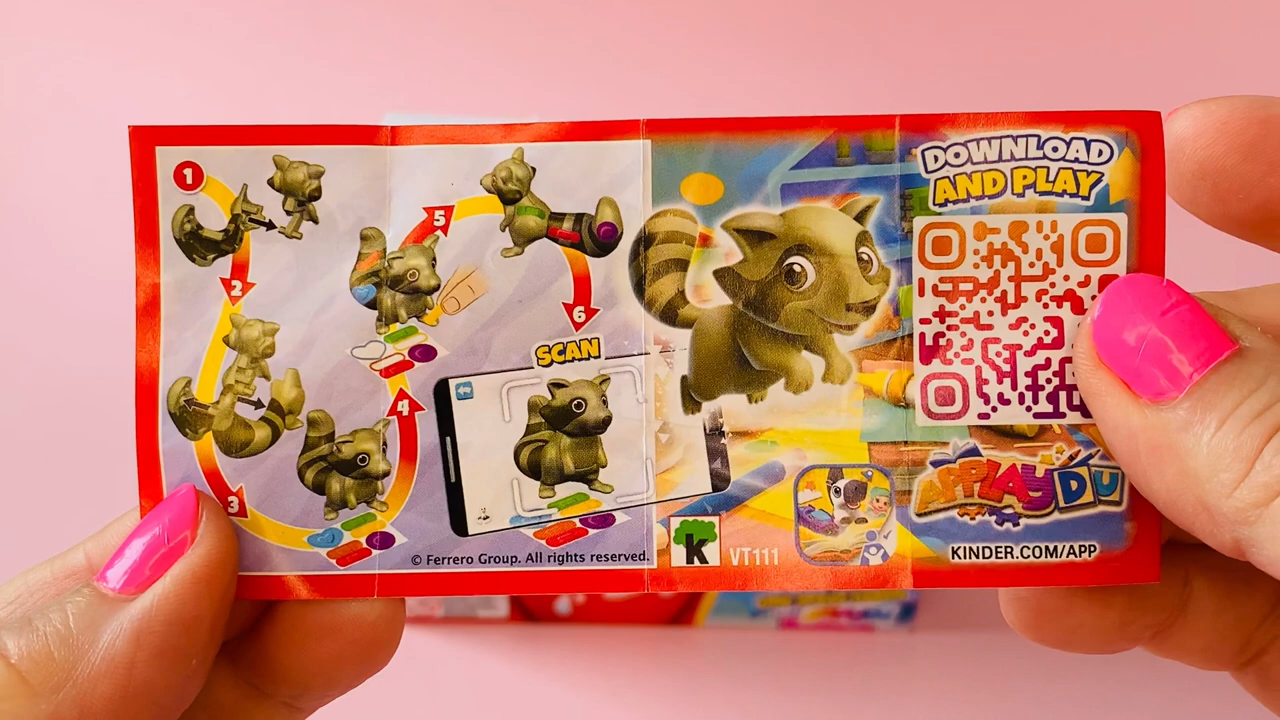 1
2
3
4
5
6
SCAN
© Ferrero Group. All rights reserved.
K
VT111
DOWNLOAD
AND PLAY
APPLAYDU
KINDER.COM/APP